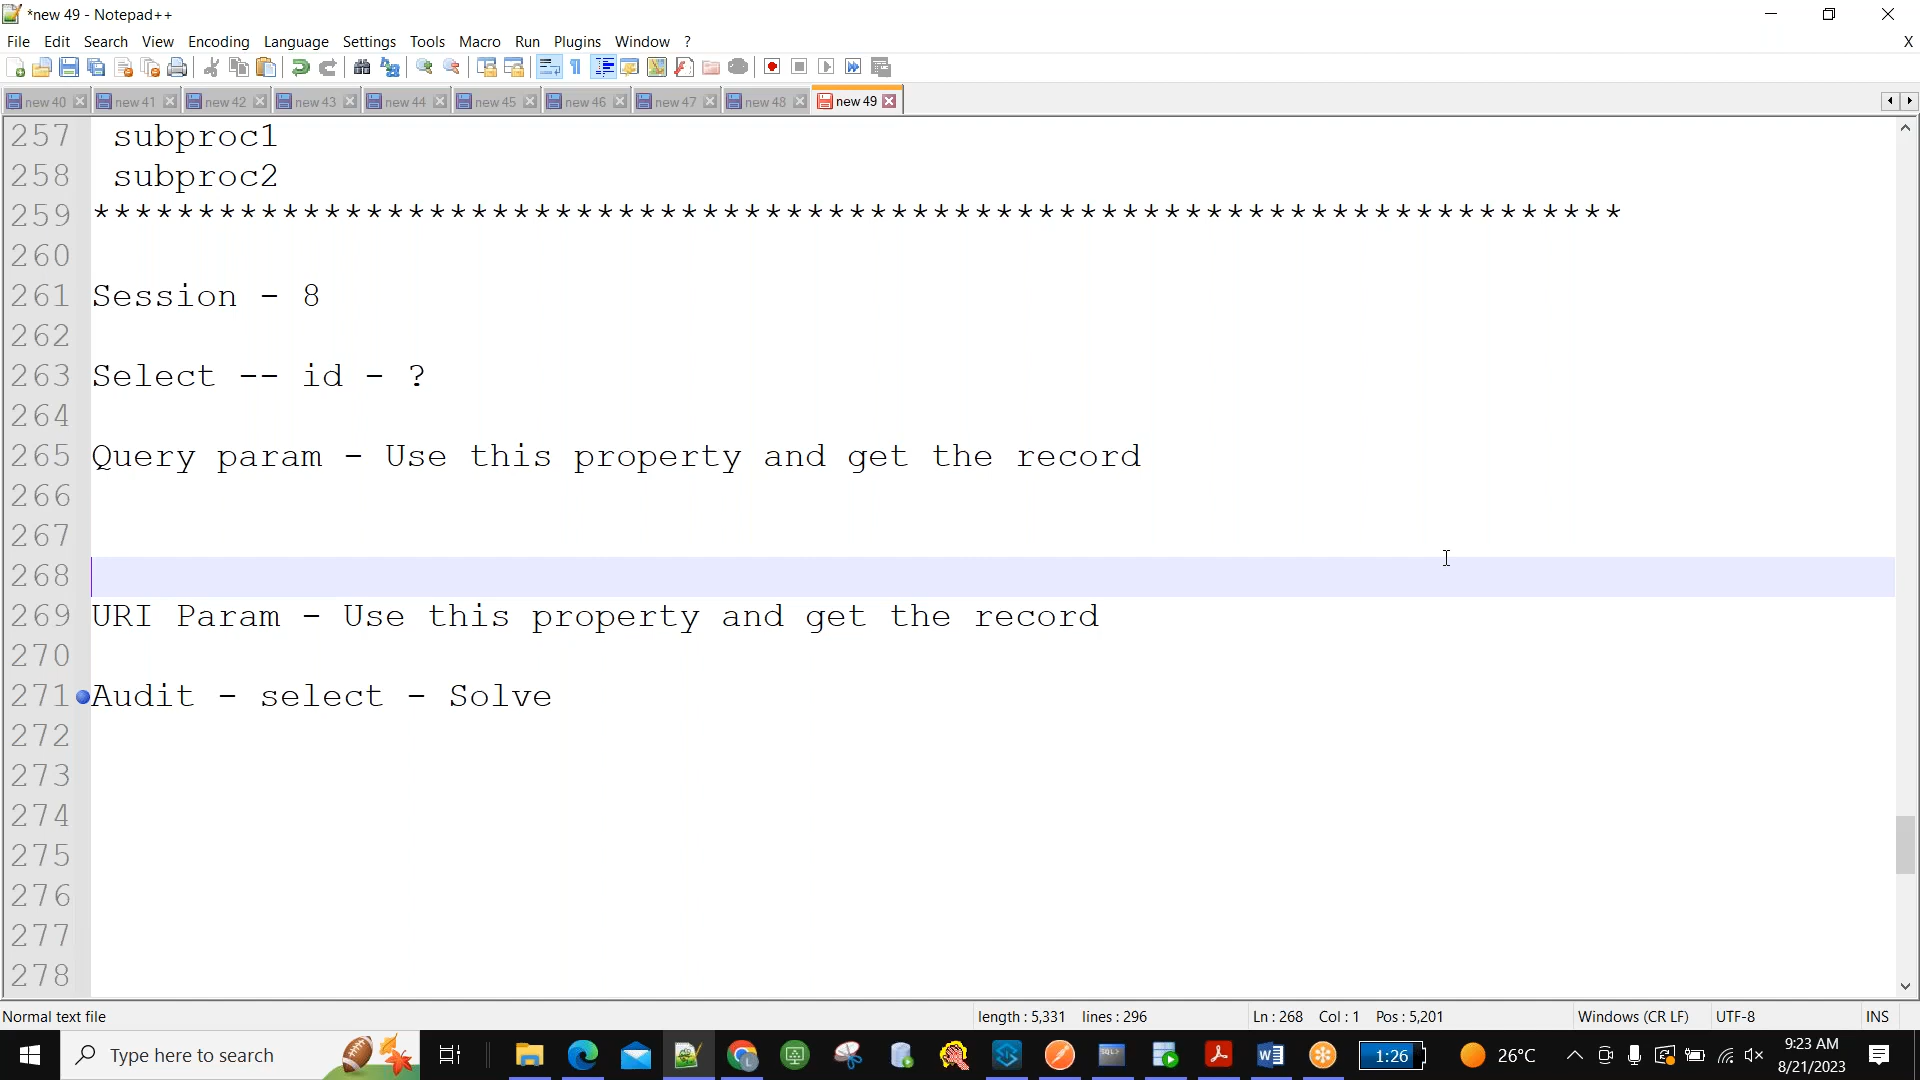 *new 49 - Notepad++
File Edit Search View Encoding Language Settings Tools Macro Run Plugins Window ? X
new 40 new 41 new 42 new 43 new 44 new 45 new 46 new 47 new 48 new 49
257 subproc1
258 subproc2
259 *************************************************************************
260
261 Session - 8
262
263 Select -- id - ?
264
265 Query param - Use this property and get the record
266
267
268
269 URI Param - Use this property and get the record
270
271 Audit - select - Solve
272
273
274
275
276
277
278
Normal text file length : 5,331 lines : 296 Ln : 268 Col : 1 Pos : 5,201 Windows (CR LF) UTF-8 INS
Type here to search 1:26 26°C 9:23 AM
8/21/2023